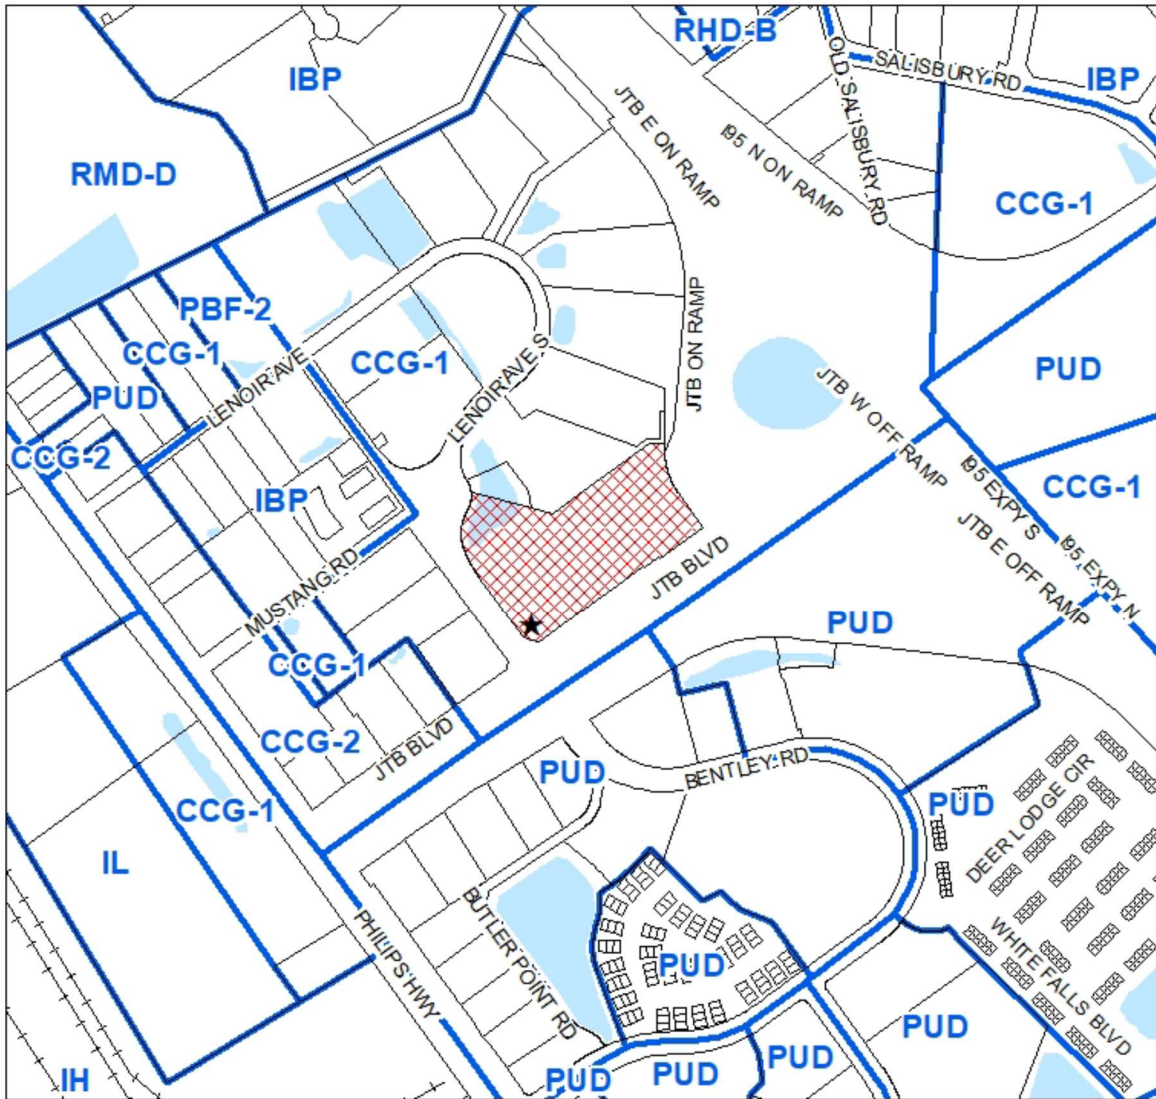 RHD-B
IBP
OLD SALISBURY RD
SALISBURY RD
IBP
JTB E ON RAMP
I95 N ON RAMP
RMD-D
CCG-1
PBF-2
CCG-1
LENOIR AVE
CCG-1
LENOIR AVE S
JTB ON RAMP
PUD
JTB W OFF RAMP
PUD
CCG-2
IBP
I95 EXPY S
CCG-1
JTB E OFF RAMP
I95 EXPY N
MUSTANG RD
JTB BLVD
PUD
CCG-1
CCG-2
JTB BLVD
PUD
BENTLEY RD
CCG-1
PUD
DEER LODGE CIR
IL
PHILIPS HWY
BUTLER POINT RD
PUD
WHITE FALLS BLVD
PUD
IH
PUD
PUD
PUD